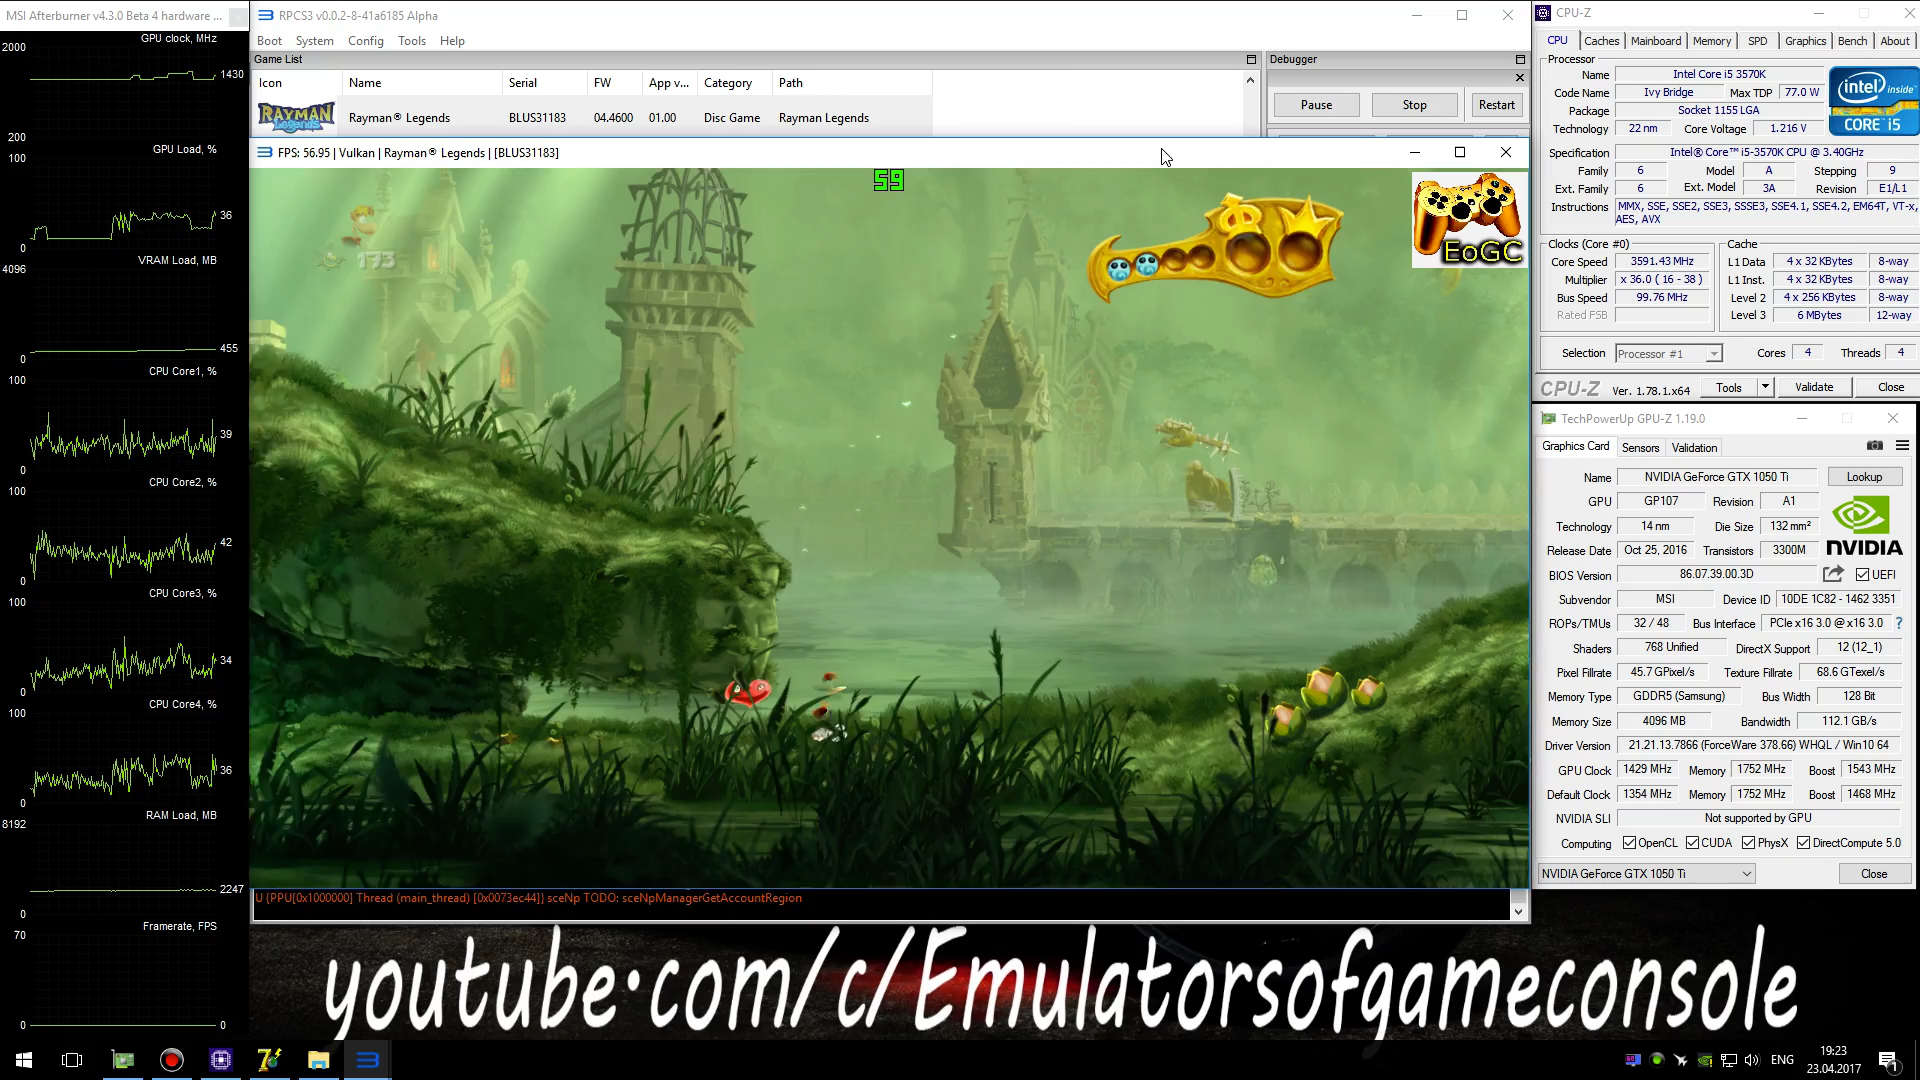 MSI Afterburner v4.3.0 Beta 4 hardware ...
GPU clock, MHz
2000
1430
200
GPU Load, %
100
36
0
VRAM Load, MB
4096
455
0
CPU Core1, %
100
39
0
CPU Core2, %
100
42
0
CPU Core3, %
100
34
0
CPU Core4, %
100
36
0
RAM Load, MB
8192
2247
0
Framerate, FPS
70
0
0
RPCS3 v0.0.2-8-41a6185 Alpha
Boot System Config Tools Help
Game List
Icon Name Serial FW App v... Category Path
RAYMAN Legends
Rayman® Legends BLUS31183 04.4600 01.00 Disc Game Rayman Legends
Debugger
Pause Stop Restart
FPS: 56.95 | Vulkan | Rayman® Legends | [BLUS31183]
59
173
EoGC
U {PPU[0x1000000] Thread (main_thread) [0x0073ec44]} sceNp TODO: sceNpManagerGetAccountRegion
CPU-Z
CPU Caches Mainboard Memory SPD Graphics Bench About
Processor
Name Intel Core i5 3570K
Code Name Ivy Bridge Max TDP 77.0 W
Package Socket 1155 LGA
Technology 22 nm Core Voltage 1.216 V
intel inside CORE i5
Specification Intel® Core™ i5-3570K CPU @ 3.40GHz
Family 6 Model A Stepping 9
Ext. Family 6 Ext. Model 3A Revision E1/L1
Instructions MMX, SSE, SSE2, SSE3, SSSE3, SSE4.1, SSE4.2, EM64T, VT-x,
AES, AVX
Clocks (Core #0)
Core Speed 3591.43 MHz
Multiplier x 36.0 ( 16 - 38 )
Bus Speed 99.76 MHz
Rated FSB
Cache
L1 Data 4 x 32 KBytes 8-way
L1 Inst. 4 x 32 KBytes 8-way
Level 2 4 x 256 KBytes 8-way
Level 3 6 MBytes 12-way
Selection Processor #1 Cores 4 Threads 4
CPU-Z Ver. 1.78.1.x64 Tools Validate Close
TechPowerUp GPU-Z 1.19.0
Graphics Card Sensors Validation
Name NVIDIA GeForce GTX 1050 Ti Lookup
GPU GP107 Revision A1
Technology 14 nm Die Size 132 mm²
Release Date Oct 25, 2016 Transistors 3300M
NVIDIA
BIOS Version 86.07.39.00.3D UEFI
Subvendor MSI Device ID 10DE 1C82 - 1462 3351
ROPs/TMUs 32 / 48 Bus Interface PCIe x16 3.0 @ x16 3.0 ?
Shaders 768 Unified DirectX Support 12 (12_1)
Pixel Fillrate 45.7 GPixel/s Texture Fillrate 68.6 GTexel/s
Memory Type GDDR5 (Samsung) Bus Width 128 Bit
Memory Size 4096 MB Bandwidth 112.1 GB/s
Driver Version 21.21.13.7866 (ForceWare 378.66) WHQL / Win10 64
GPU Clock 1429 MHz Memory 1752 MHz Boost 1543 MHz
Default Clock 1354 MHz Memory 1752 MHz Boost 1468 MHz
NVIDIA SLI Not supported by GPU
Computing OpenCL CUDA PhysX DirectCompute 5.0
NVIDIA GeForce GTX 1050 Ti Close
youtube.com/c/Emulatorsofgameconsole
ENG
19:23
23.04.2017
1